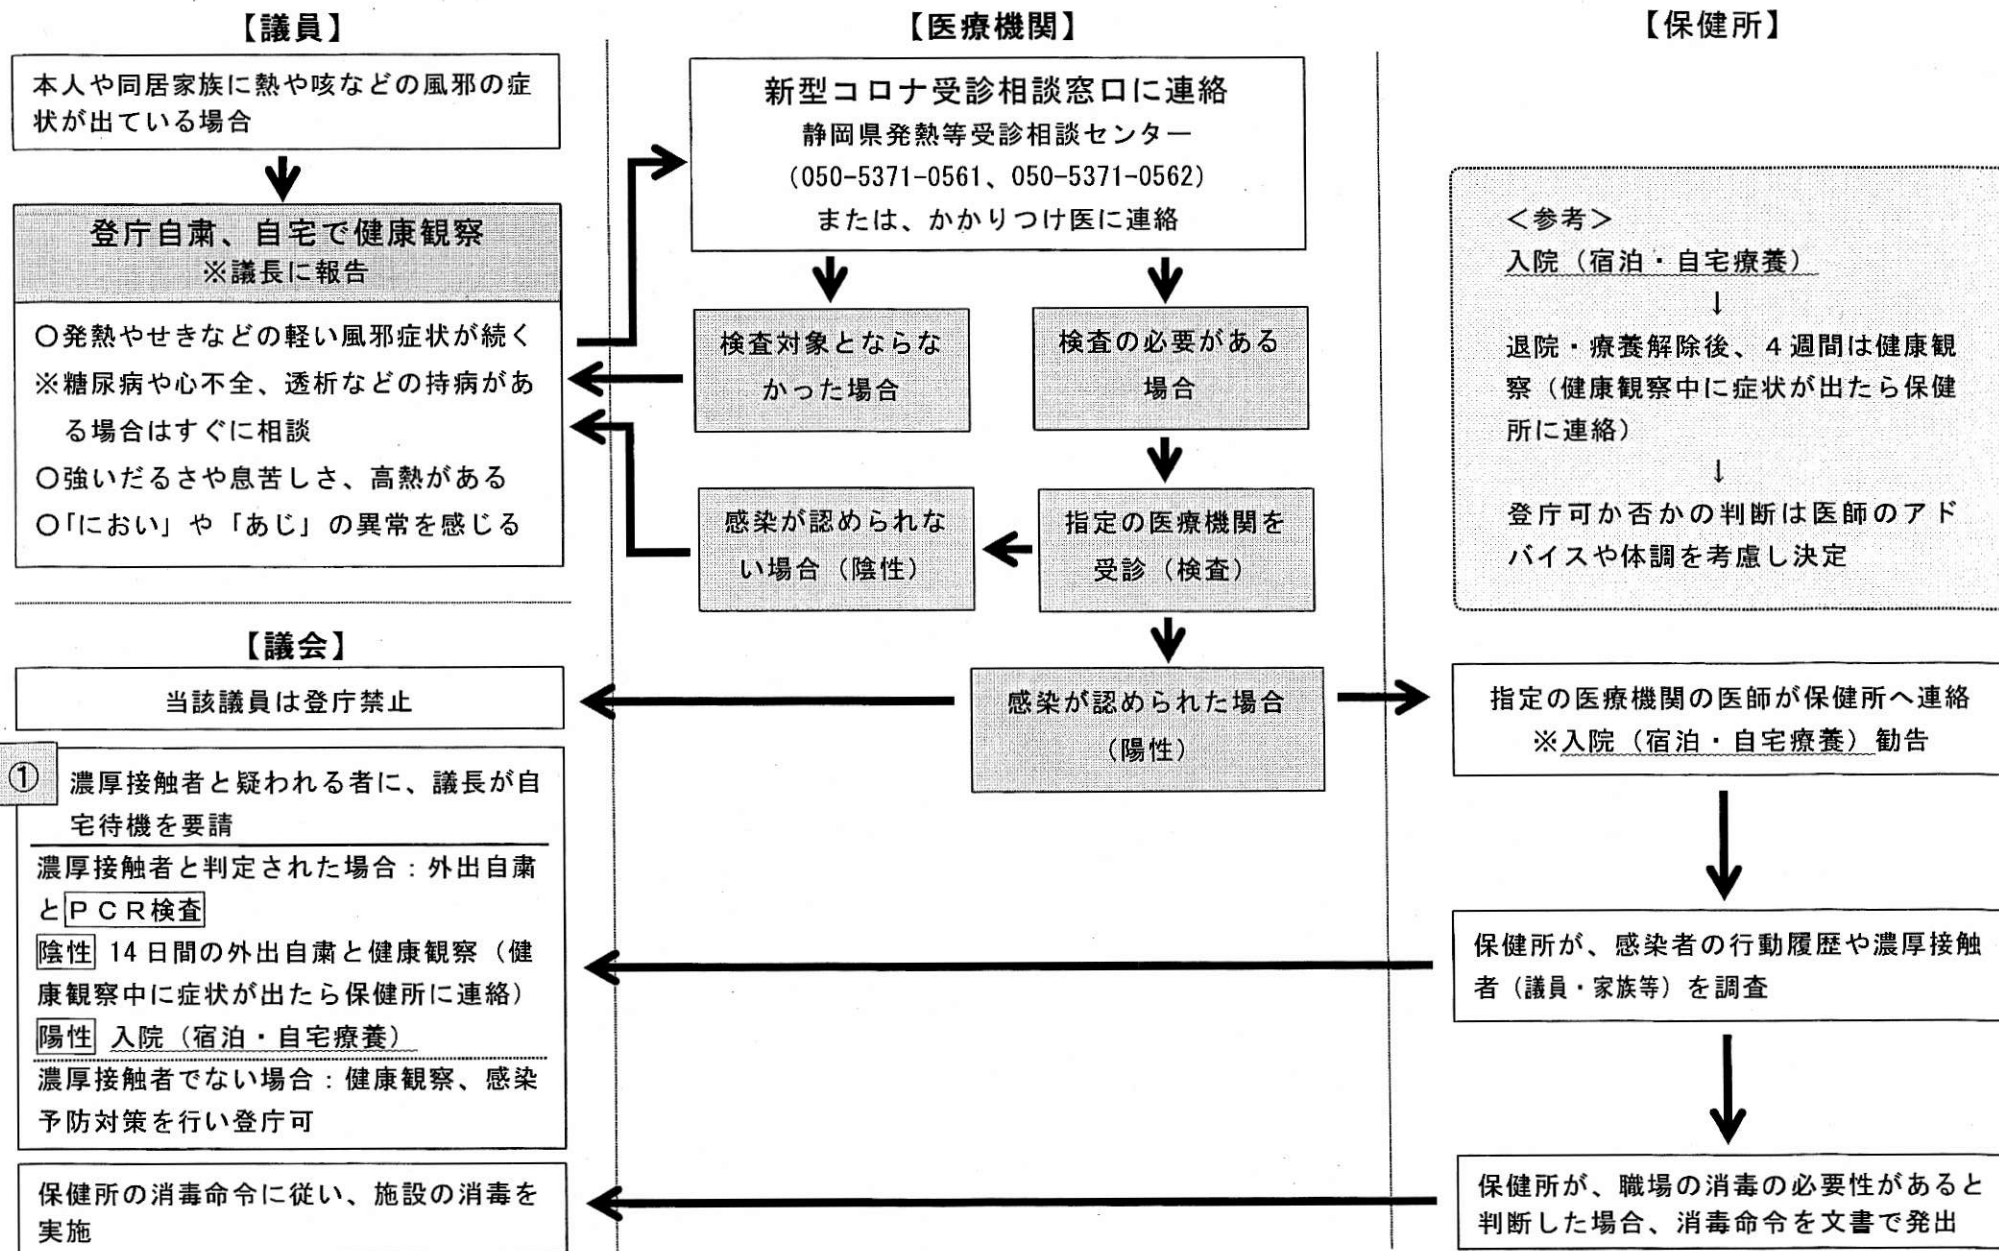 【議員】
本人や同居家族に熱や咳などの風邪の症
状が出ている場合
登庁自粛、自宅で健康観察
※議長に報告
○発熱やせきなどの軽い風邪症状が続く
※糖尿病や心不全、透析などの持病があ
る場合はすぐに相談
○強いだるさや息苦しさ、高熱がある
○「におい」や「あじ」の異常を感じる
【議会】
当該議員は登庁禁止
①
濃厚接触者と疑われる者に、議長が自
宅待機を要請
濃厚接触者と判定された場合：外出自粛
とＰＣＲ検査
陰性 14日間の外出自粛と健康観察（健
康観察中に症状が出たら保健所に連絡）
陽性 入院（宿泊・自宅療養）
濃厚接触者でない場合：健康観察、感染
予防対策を行い登庁可
保健所の消毒命令に従い、施設の消毒を
実施
【医療機関】
新型コロナ受診相談窓口に連絡
静岡県発熱等受診相談センター
（050-5371-0561、050-5371-0562）
または、かかりつけ医に連絡
検査対象とならな
かった場合
検査の必要がある
場合
感染が認められな
い場合（陰性）
指定の医療機関を
受診（検査）
感染が認められた場合
（陽性）
【保健所】
＜参考＞
入院（宿泊・自宅療養）
↓
退院・療養解除後、４週間は健康観
察（健康観察中に症状が出たら保健
所に連絡）
↓
登庁可か否かの判断は医師のアド
バイスや体調を考慮し決定
指定の医療機関の医師が保健所へ連絡
※入院（宿泊・自宅療養）勧告
保健所が、感染者の行動履歴や濃厚接触
者（議員・家族等）を調査
保健所が、職場の消毒の必要性があると
判断した場合、消毒命令を文書で発出